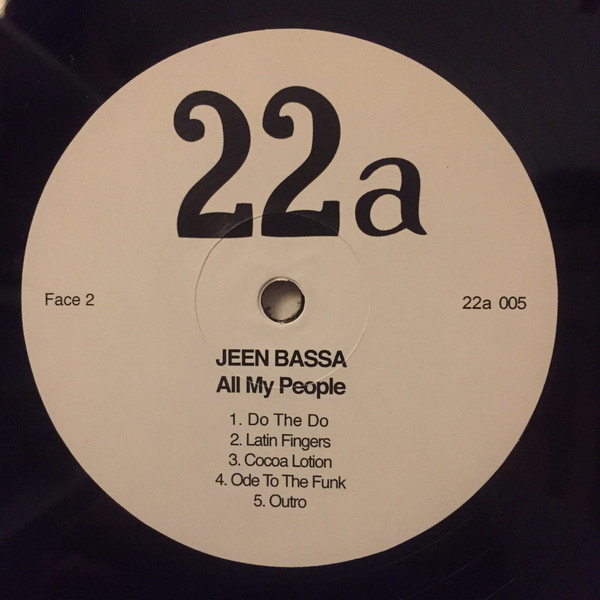 22a
Face 2
22a 005
JEEN BASSA
All My People
1. Do The Do
2. Latin Fingers
3. Cocoa Lotion
4. Ode To The Funk
5. Outro